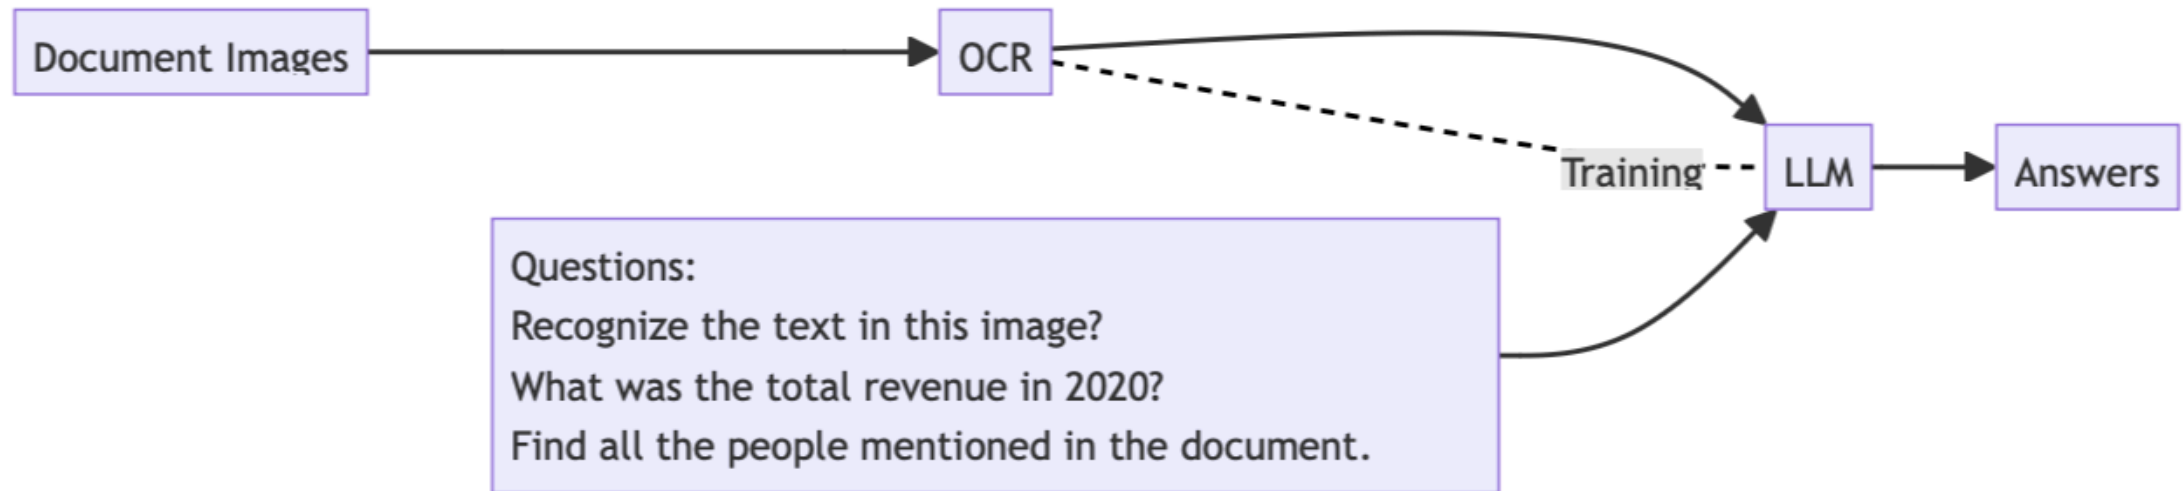 Document Images
OCR
Training
LLM
Answers
Questions:
Recognize the text in this image?
What was the total revenue in 2020?
Find all the people mentioned in the document.